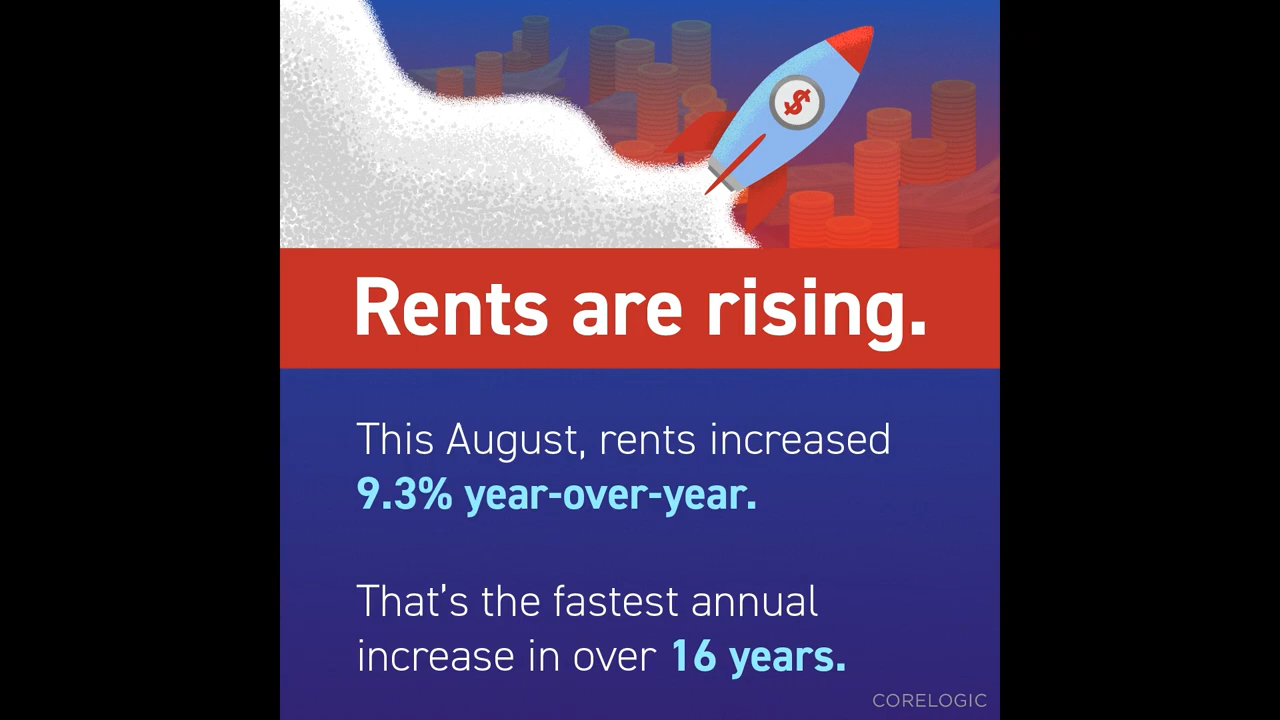 $
Rents are rising.
This August, rents increased
9.3% year-over-year.
That's the fastest annual
increase in over 16 years.
CORELOGIC